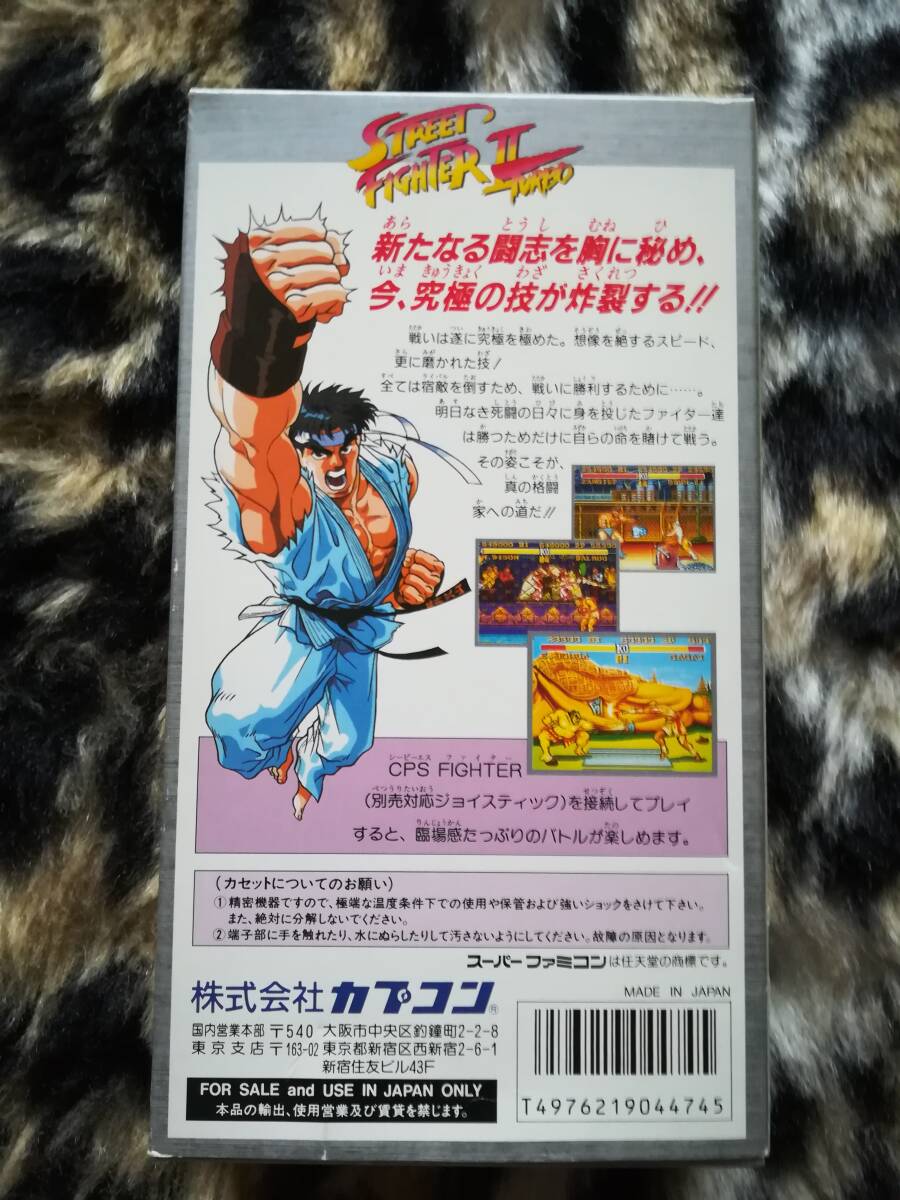 STREET
FIGHTER II
TURBO
新たなる闘志を胸に秘め、
今、究極の技が炸裂する!!
戦いは遂に究極を極めた。想像を絶するスピード、
更に磨かれた技!
全ては宿敵を倒すため、戦いに勝利するために……。
明日なき死闘の日々に身を投じたファイター達
は勝つためだけに自らの命を賭けて戦う。
その姿こそが、
真の格闘
家への道だ!!
CPS FIGHTER
(別売対応ジョイスティック)を接続してプレイ
すると、臨場感たっぷりのバトルが楽しめます。
(カセットについてのお願い)
①精密機器ですので、極端な温度条件下での使用や保管および強いショックをさけて下さい。
また、絶対に分解しないでください。
②端子部に手を触れたり、水にぬらしたりして汚さないようにしてください。故障の原因となります。
スーパーファミコンは任天堂の商標です。
株式会社カプコン®
MADE IN JAPAN
国内営業本部 〒540 大阪市中央区釣鐘町2-2-8
東京支店 〒163-02 東京都新宿区西新宿2-6-1
新宿住友ビル43F
FOR SALE and USE IN JAPAN ONLY
本品の輸出、使用営業及び賃貸を禁じます。
T4976219044745